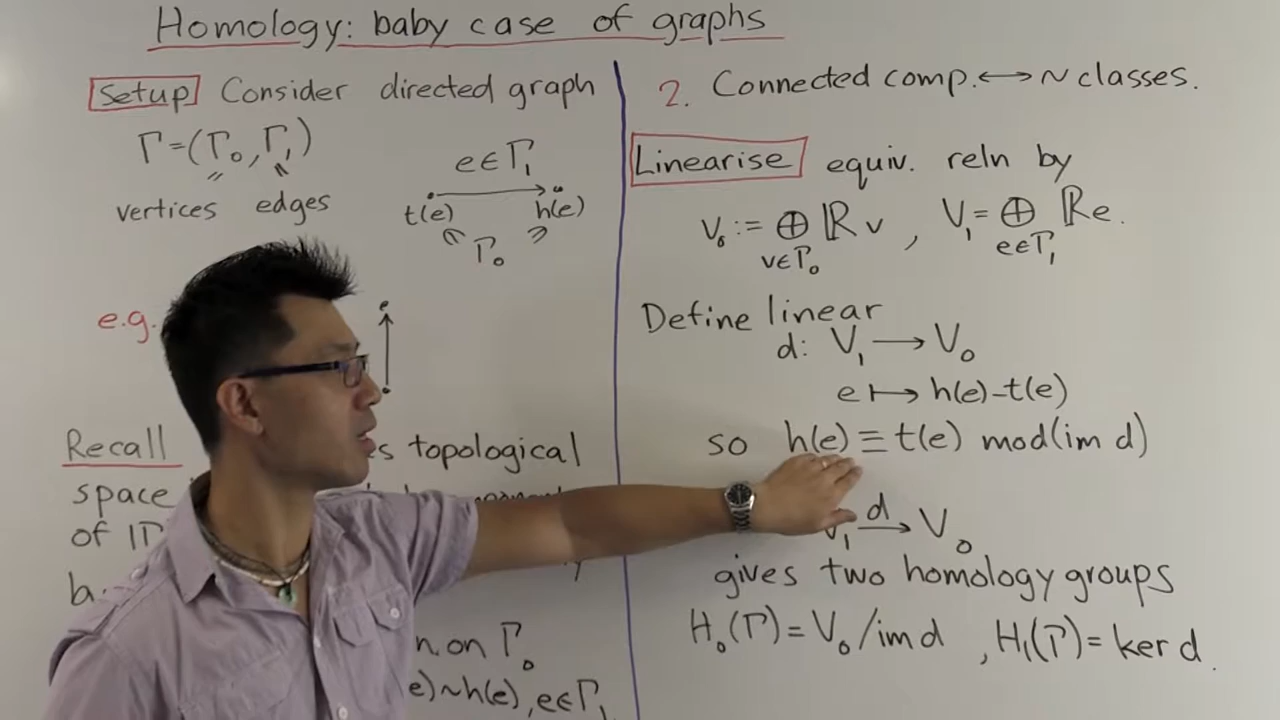 Homology: baby case of graphs
Setup Consider directed graph
Γ=(Γ₀,Γ₁)
vertices edges
e∈Γ₁
t(e) h(e)
Γ₀
e.g.
Recall topological
space
of
on Γ₀
~h(e), e∈Γ₁
2. Connected comp. ⟷ ~ classes.
Linearise equiv. reln by
V₀ := ⊕ ℝv , V₁ = ⊕ ℝe.
v∈Γ₀ e∈Γ₁
Define linear
d: V₁ ⟶ V₀
e ⟼ h(e)-t(e)
so h(e) ≡ t(e) mod(im d)
V₁ d→ V₀
gives two homology groups
H₀(Γ) = V₀/im d , H₁(Γ) = ker d.